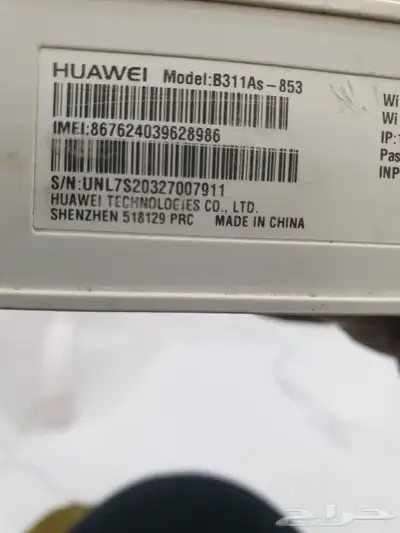 HUAWEI Model:B311As-853
IMEI:867624039628986
S/N:UNL7S20327007911
HUAWEI TECHNOLOGIES CO., LTD.
SHENZHEN 518129 PRC MADE IN CHINA
Wi
Wi
IP:
Pas
INP
حراج